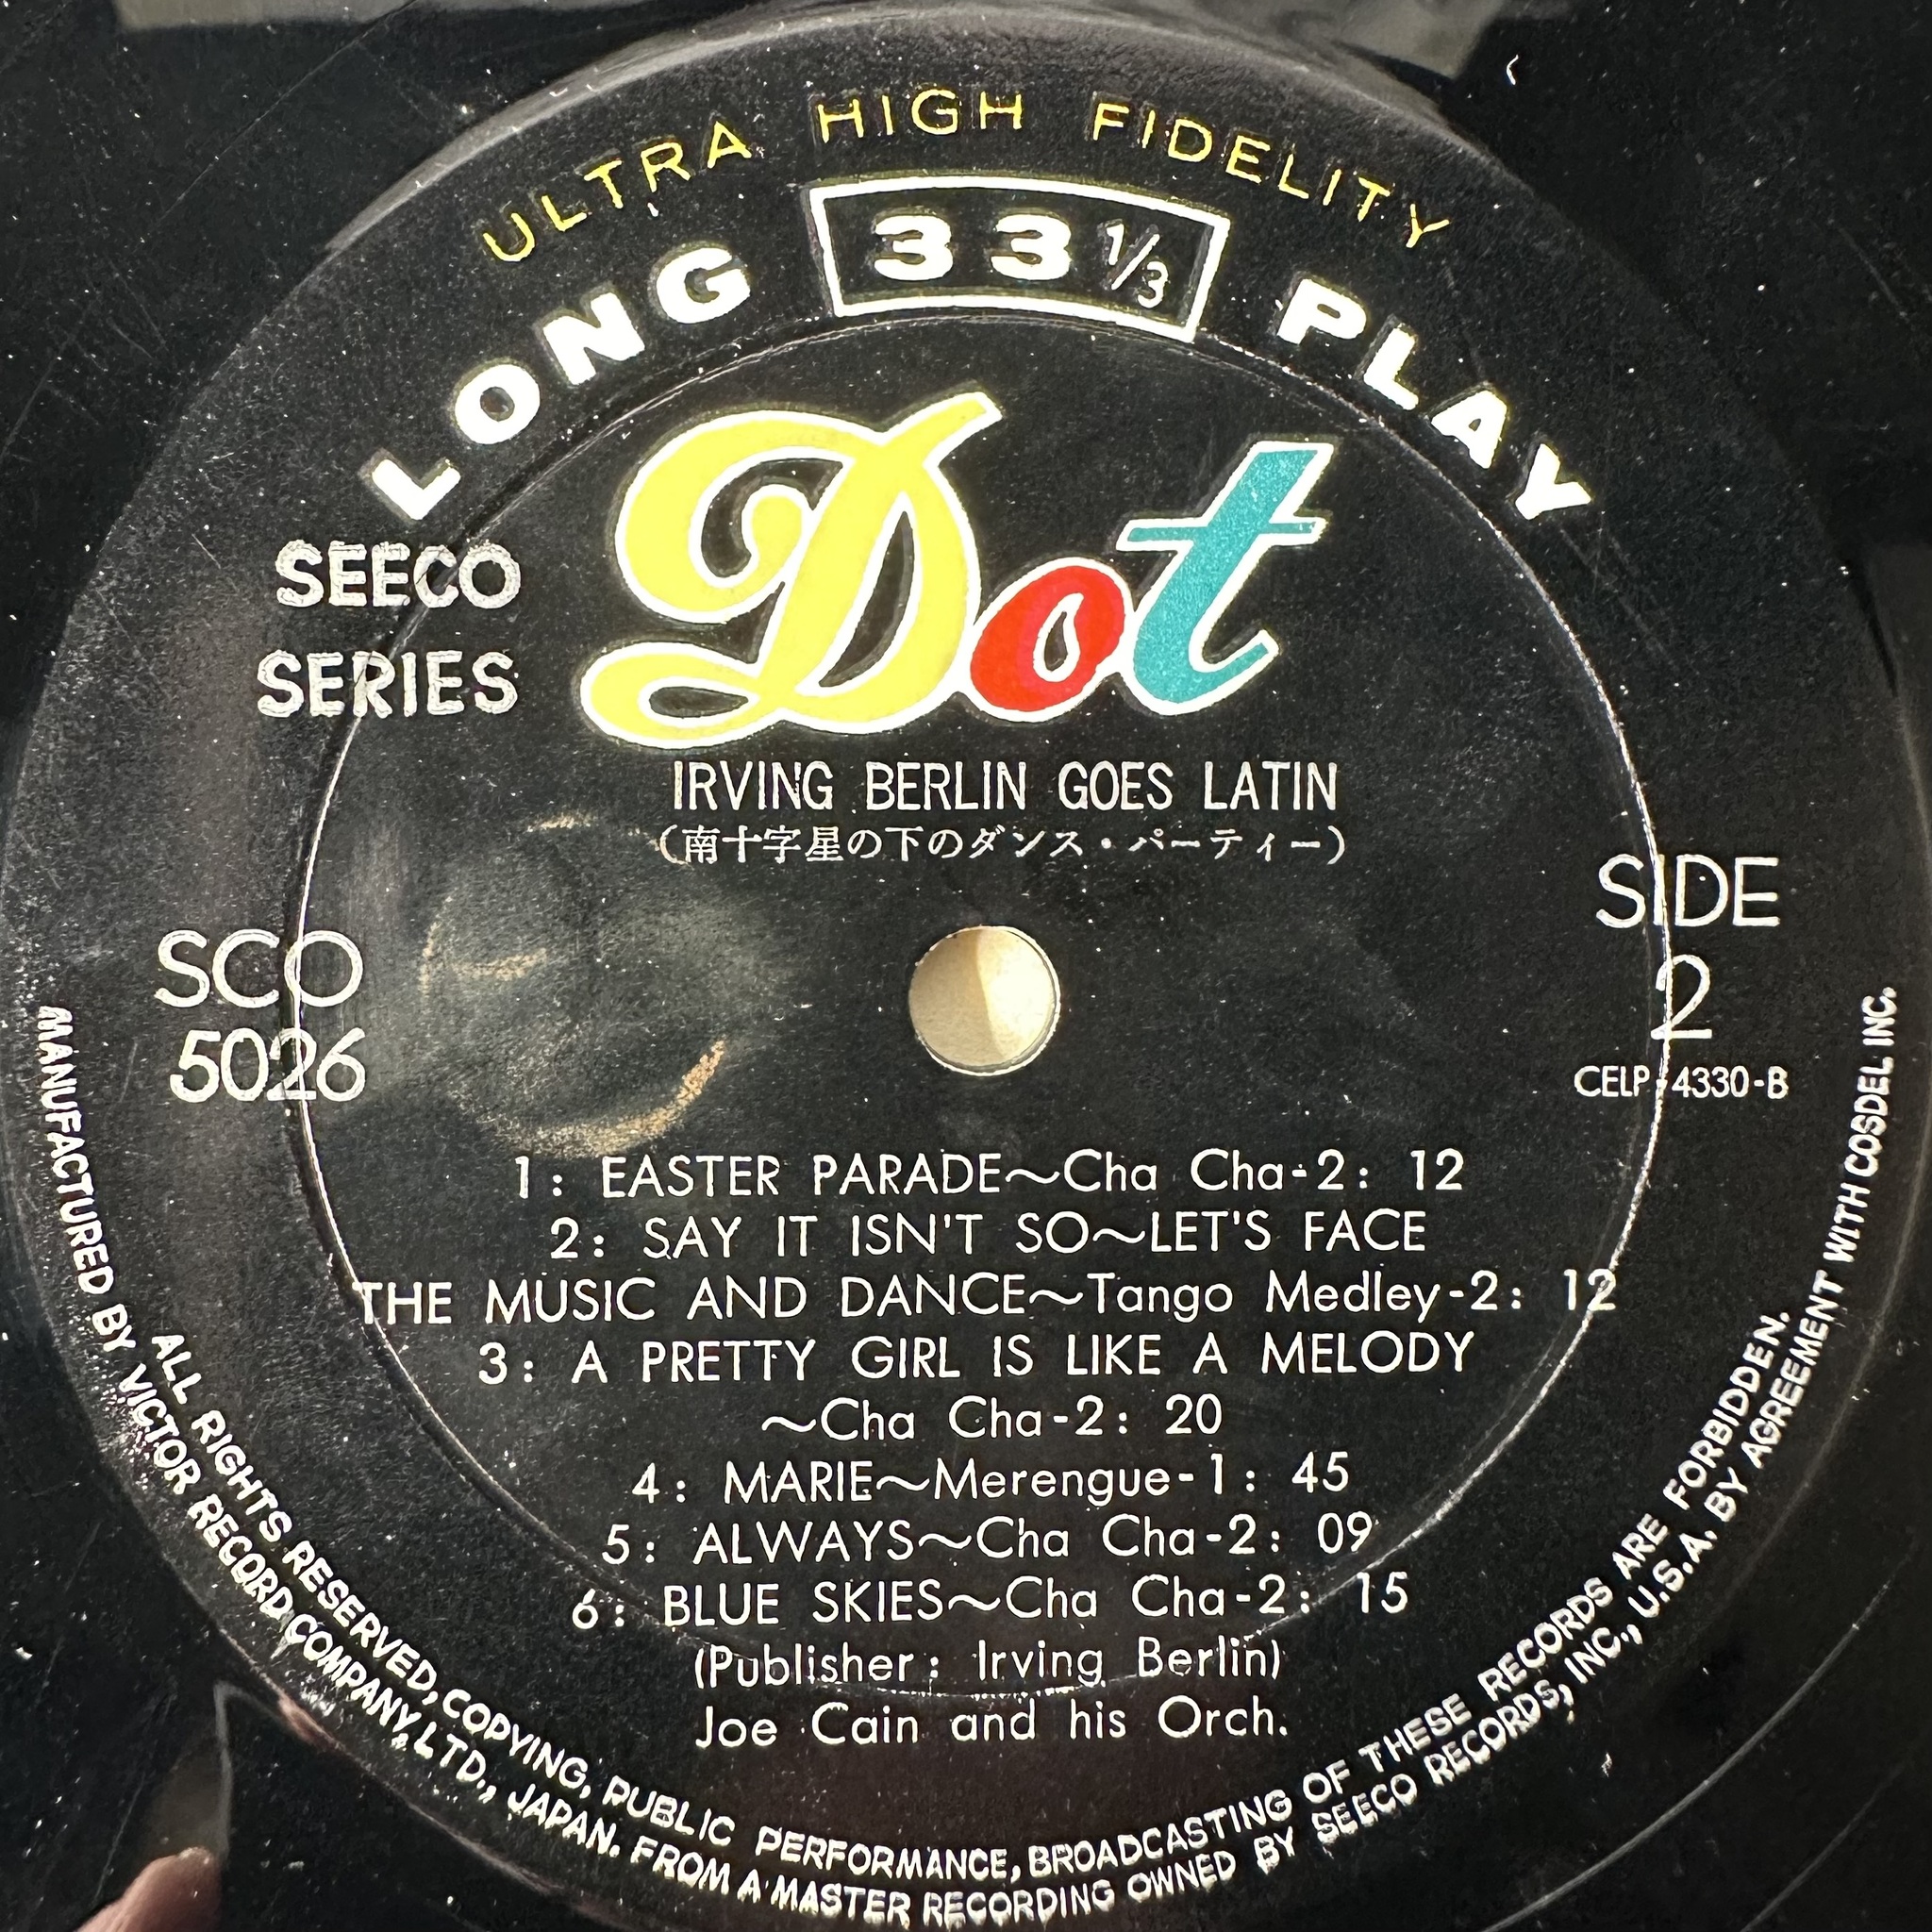 ULTRA HIGH FIDELITY
LONG 33 1/3 PLAY
Dot
SEECO
SERIES
IRVING BERLIN GOES LATIN
(南十字星の下のダンス・パーティー)
SCO
5026
SIDE
2
CELP-4330-B
1: EASTER PARADE～Cha Cha-2: 12
2: SAY IT ISN'T SO～LET'S FACE
THE MUSIC AND DANCE～Tango Medley-2: 12
3: A PRETTY GIRL IS LIKE A MELODY
～Cha Cha-2: 20
4: MARIE～Merengue-1: 45
5: ALWAYS～Cha Cha-2: 09
6: BLUE SKIES～Cha Cha-2: 15
(Publisher: Irving Berlin)
Joe Cain and his Orch.
ALL RIGHTS RESERVED, COPYING, PUBLIC PERFORMANCE, BROADCASTING OF THESE RECORDS ARE FORBIDDEN.
MANUFACTURED BY VICTOR RECORD COMPANY, LTD., JAPAN. FROM A MASTER RECORDING OWNED BY SEECO RECORDS, INC., U.S.A. BY AGREEMENT WITH COSDEL INC.